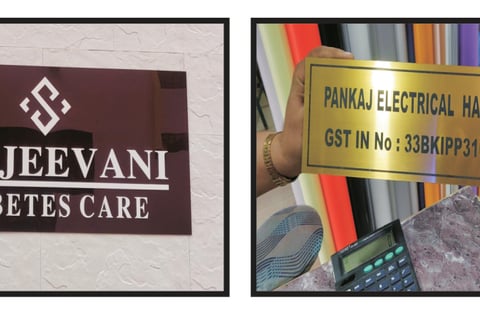 JEEVANI
BETES CARE
PANKAJ ELECTRICAL HA
GST IN No : 33BKIPP31